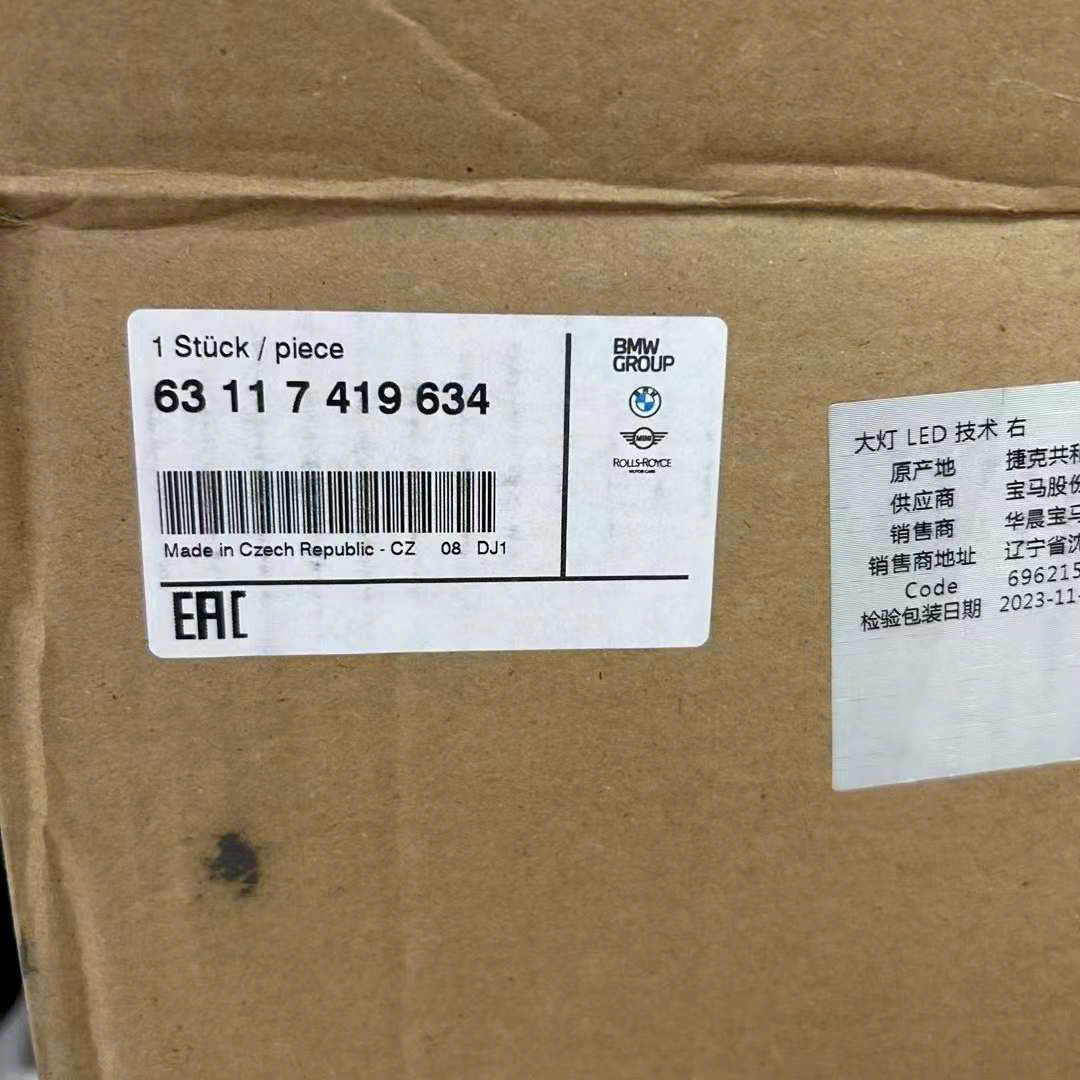 1 Stück / piece
63 11 7 419 634
Made in Czech Republic - CZ 08 DJ1
EAC
BMW
GROUP
MINI
ROLLS-ROYCE
MOTOR CARS
大灯 LED 技术 右
原产地 捷克共和
供应商 宝马股份
销售商 华晨宝马
销售商地址 辽宁省沈
Code 696215
检验包装日期 2023-11-